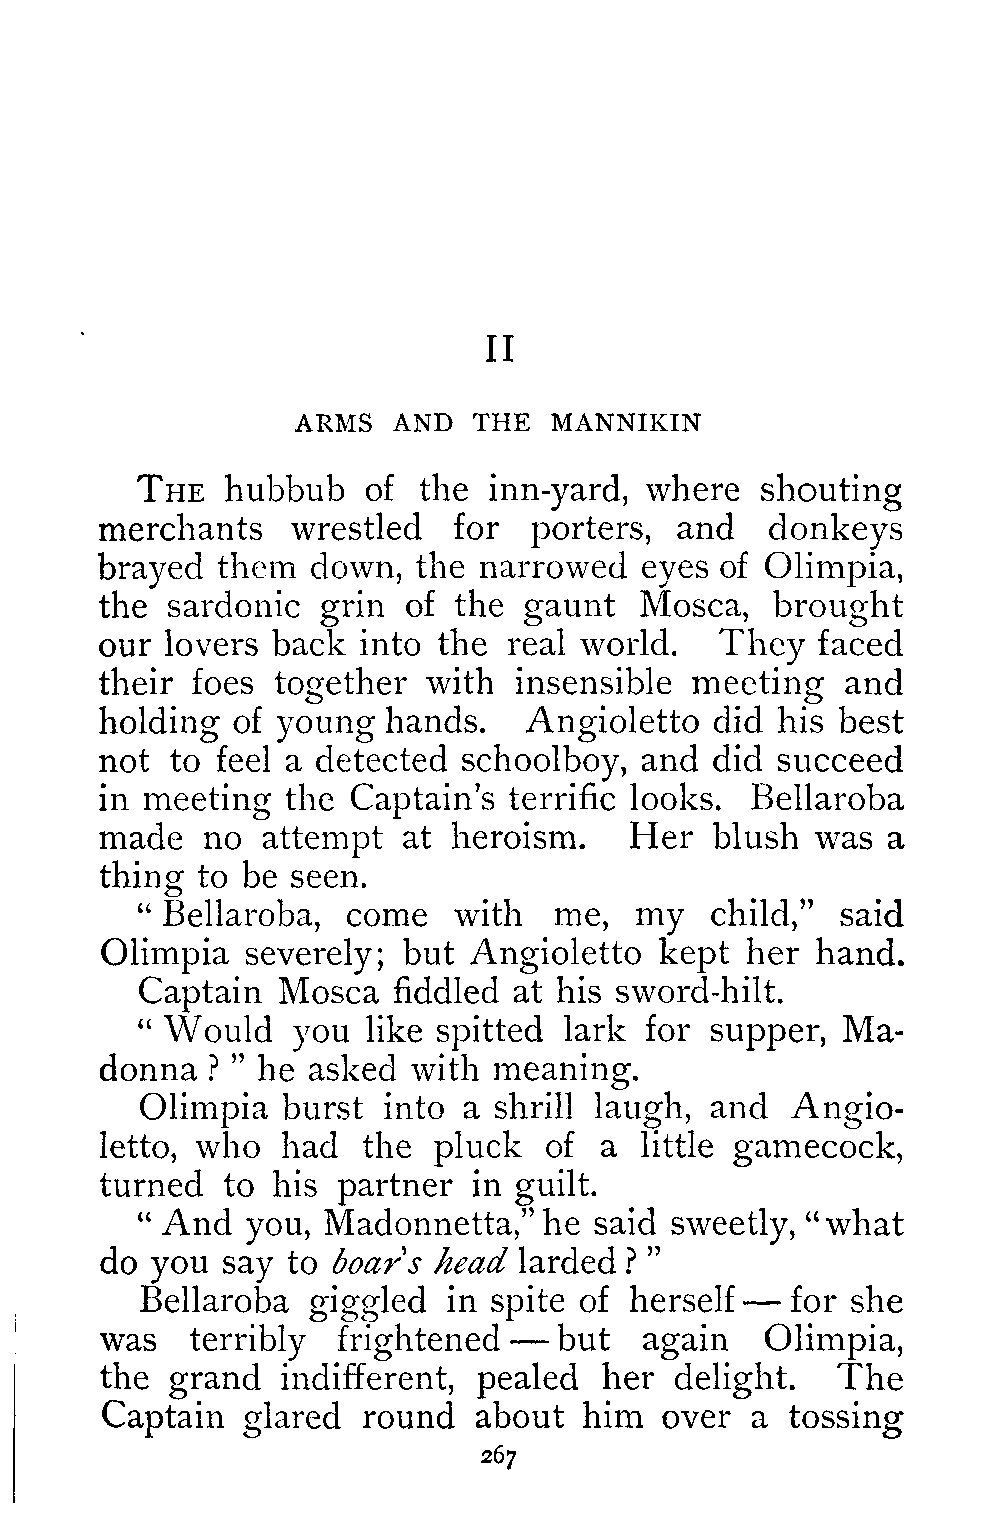 II
ARMS AND THE MANNIKIN
THE hubbub of the inn-yard, where shouting
merchants wrestled for porters, and donkeys
brayed them down, the narrowed eyes of Olimpia,
the sardonic grin of the gaunt Mosca, brought
our lovers back into the real world. They faced
their foes together with insensible meeting and
holding of young hands. Angioletto did his best
not to feel a detected schoolboy, and did succeed
in meeting the Captain's terrific looks. Bellaroba
made no attempt at heroism. Her blush was a
thing to be seen.
“ Bellaroba, come with me, my child,” said
Olimpia severely; but Angioletto kept her hand.
Captain Mosca fiddled at his sword-hilt.
“ Would you like spitted lark for supper, Ma-
donna ? ” he asked with meaning.
Olimpia burst into a shrill laugh, and Angio-
letto, who had the pluck of a little gamecock,
turned to his partner in guilt.
“ And you, Madonnetta,” he said sweetly, “what
do you say to boar's head larded ? ”
Bellaroba giggled in spite of herself — for she
was terribly frightened — but again Olimpia,
the grand indifferent, pealed her delight. The
Captain glared round about him over a tossing
267